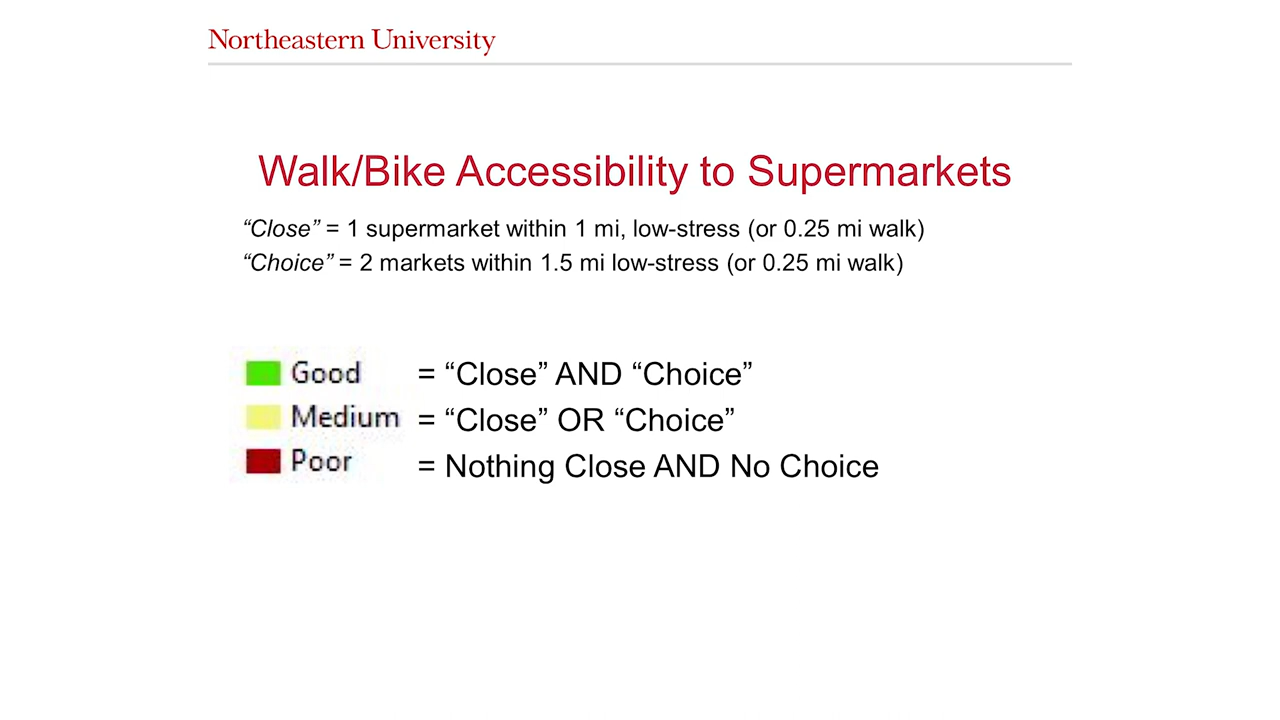 Northeastern University
Walk/Bike Accessibility to Supermarkets
“Close” = 1 supermarket within 1 mi, low-stress (or 0.25 mi walk)
“Choice” = 2 markets within 1.5 mi low-stress (or 0.25 mi walk)
Good = “Close” AND “Choice”
Medium = “Close” OR “Choice”
Poor = Nothing Close AND No Choice